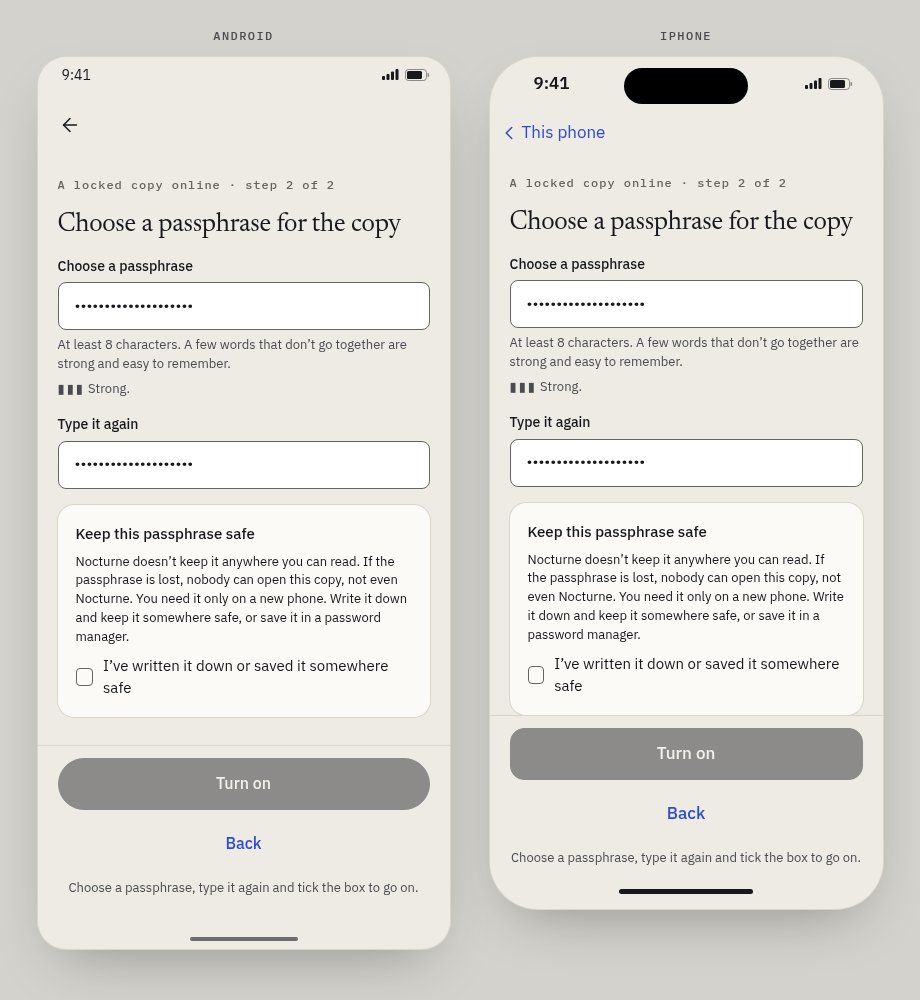 ANDROID
9:41
A locked copy online · step 2 of 2
Choose a passphrase for the copy
Choose a passphrase
••••••••••••••••••••
At least 8 characters. A few words that don’t go together are
strong and easy to remember.
▮▮▮ Strong.
Type it again
••••••••••••••••••••
Keep this passphrase safe
Nocturne doesn’t keep it anywhere you can read. If the
passphrase is lost, nobody can open this copy, not even
Nocturne. You need it only on a new phone. Write it down
and keep it somewhere safe, or save it in a password
manager.
I’ve written it down or saved it somewhere
safe
Turn on
Back
Choose a passphrase, type it again and tick the box to go on.
IPHONE
9:41
This phone
A locked copy online · step 2 of 2
Choose a passphrase for the copy
Choose a passphrase
••••••••••••••••••••
At least 8 characters. A few words that don’t go together are
strong and easy to remember.
▮▮▮ Strong.
Type it again
••••••••••••••••••••
Keep this passphrase safe
Nocturne doesn’t keep it anywhere you can read. If
the passphrase is lost, nobody can open this copy, not
even Nocturne. You need it only on a new phone. Write
it down and keep it somewhere safe, or save it in a
password manager.
I’ve written it down or saved it somewhere
safe
Turn on
Back
Choose a passphrase, type it again and tick the box to go on.